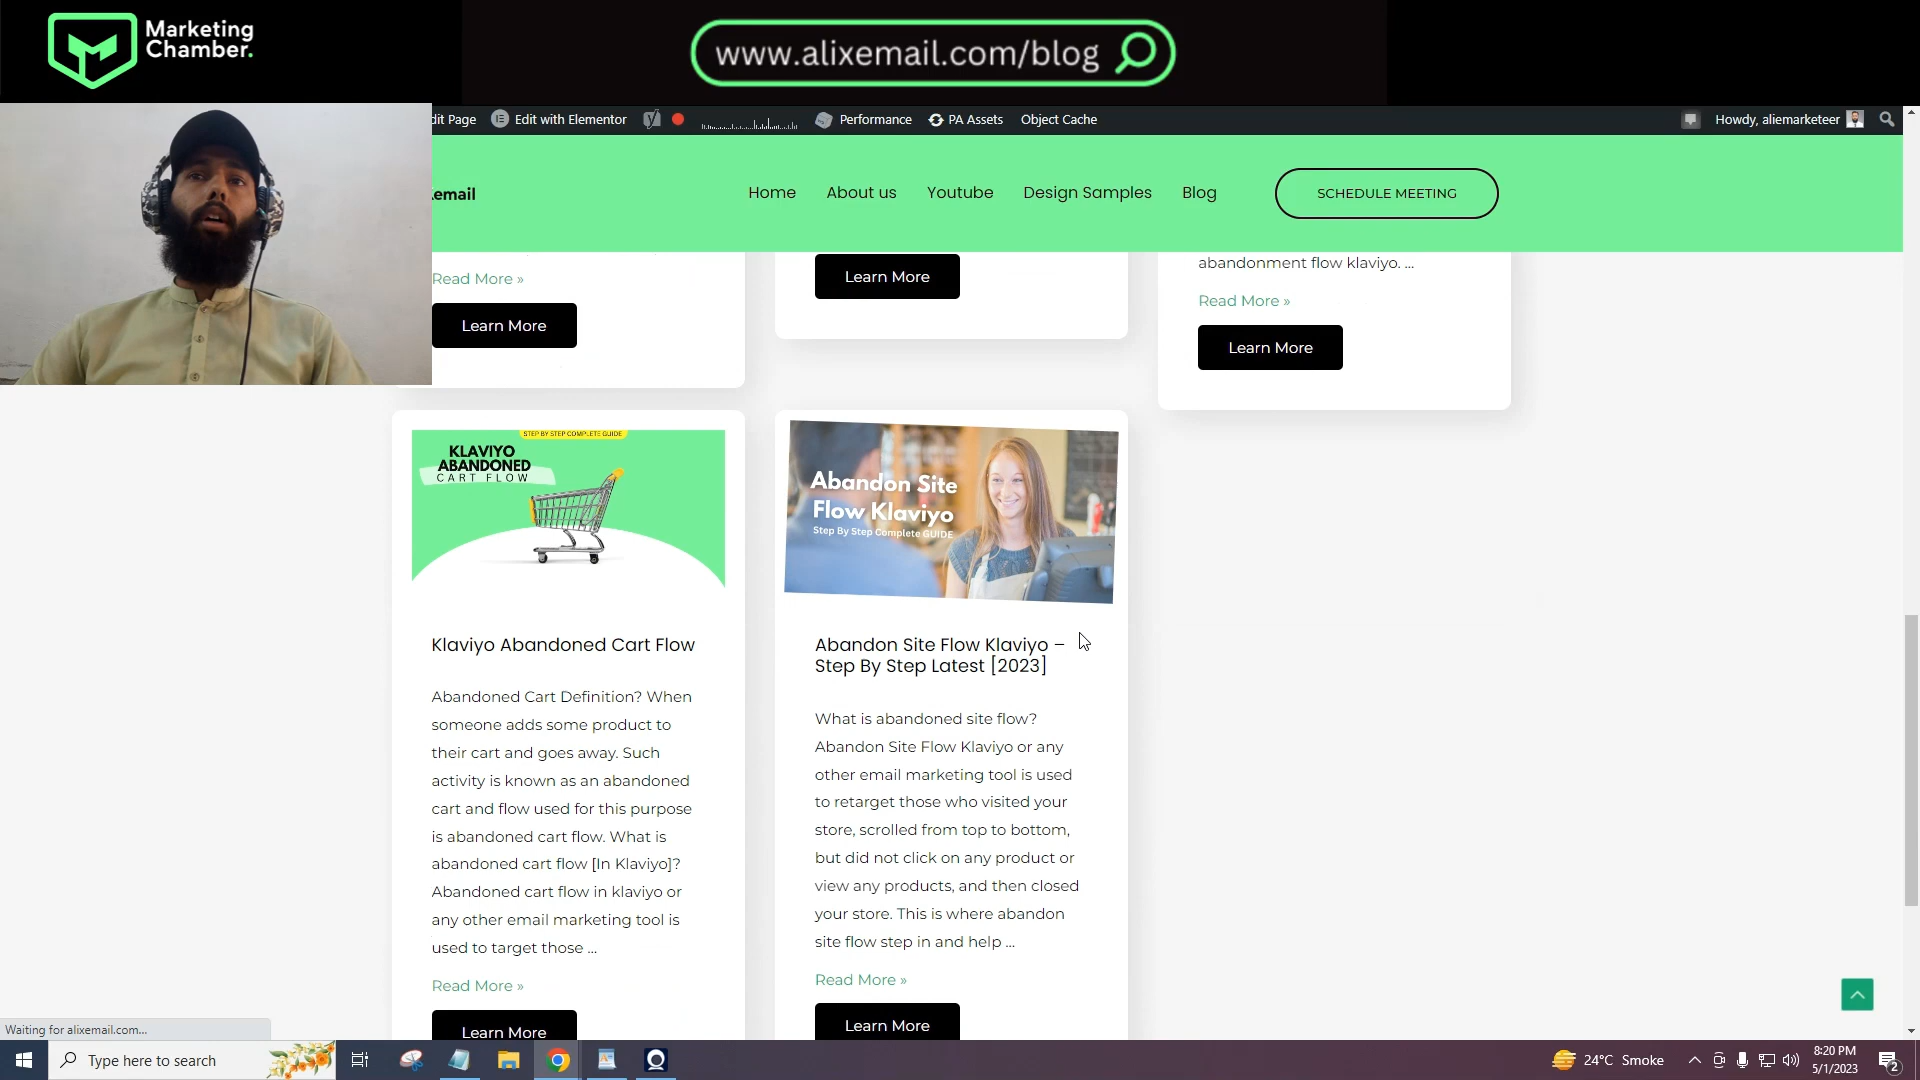 Marketing
Chamber.
www.alixemail.com/blog
dit Page
Edit with Elementor
Performance
PA Assets
Object Cache
Howdy, aliemarketeer
email
Home
About us
Youtube
Design Samples
Blog
SCHEDULE MEETING
Read More »
Learn More
Learn More
abandonment flow klaviyo. ...
Read More »
Learn More
STEP BY STEP COMPLETE GUIDE
KLAVIYO
ABANDONED
CART FLOW
Klaviyo Abandoned Cart Flow
Abandoned Cart Definition? When
someone adds some product to
their cart and goes away. Such
activity is known as an abandoned
cart and flow used for this purpose
is abandoned cart flow. What is
abandoned cart flow [In Klaviyo]?
Abandoned cart flow in klaviyo or
any other email marketing tool is
used to target those ...
Read More »
Learn More
Abandon Site
Flow Klaviyo
Step By Step Complete GUIDE
Abandon Site Flow Klaviyo –
Step By Step Latest [2023]
What is abandoned site flow?
Abandon Site Flow Klaviyo or any
other email marketing tool is used
to retarget those who visited your
store, scrolled from top to bottom,
but did not click on any product or
view any products, and then closed
your store. This is where abandon
site flow step in and help ...
Read More »
Learn More
Waiting for alixemail.com...
Type here to search
24°C Smoke
8:20 PM
5/1/2023
2